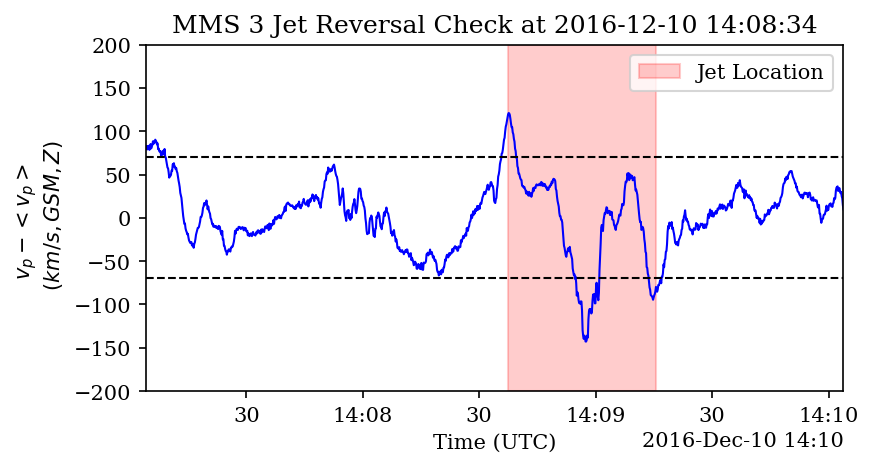 MMS 3 Jet Reversal Check at 2016-12-10 14:08:34
200
150
100
50
0
−50
−100
−150
−200
v_p − <v_p>
(km/s, GSM, Z)
Jet Location
30
14:08
30
14:09
30
14:10
Time (UTC)
2016-Dec-10 14:10